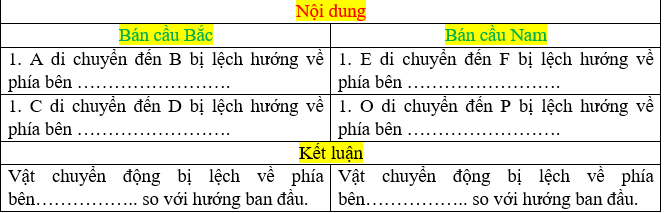 Nội dung
Bán cầu Bắc
Bán cầu Nam
1. A di chuyển đến B bị lệch hướng về
phía bên …………………….
1. E di chuyển đến F bị lệch hướng về
phía bên …………………….
1. C di chuyển đến D bị lệch hướng về
phía bên …………………….
1. O di chuyển đến P bị lệch hướng về
phía bên …………………….
Kết luận
Vật chuyển động bị lệch về phía
bên…………….. so với hướng ban đầu.
Vật chuyển động bị lệch về phía
bên…………….. so với hướng ban đầu.